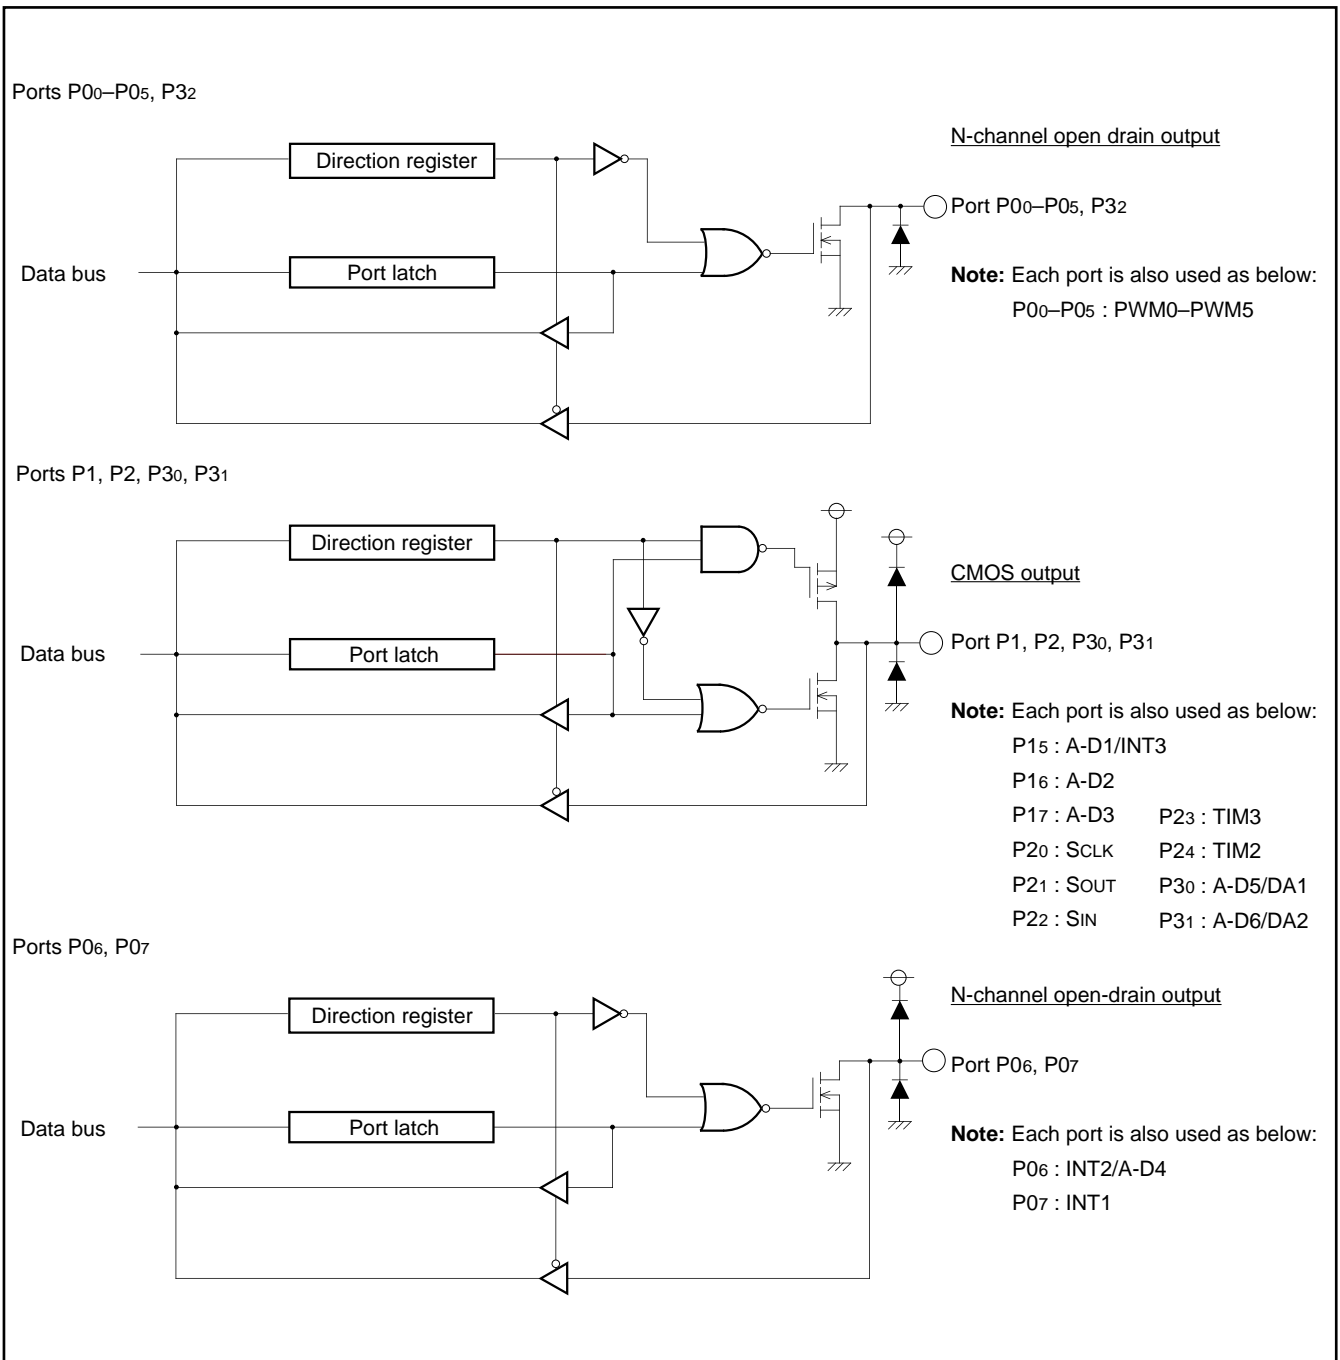 Ports P00–P05, P32
N-channel open drain output
Direction register
Port P00–P05, P32
Data bus
Port latch
Note: Each port is also used as below:
P00–P05 : PWM0–PWM5
Ports P1, P2, P30, P31
Direction register
CMOS output
Data bus
Port latch
Port P1, P2, P30, P31
Note: Each port is also used as below:
P15 : A-D1/INT3
P16 : A-D2
P17 : A-D3 P23 : TIM3
P20 : SCLK P24 : TIM2
P21 : SOUT P30 : A-D5/DA1
P22 : SIN P31 : A-D6/DA2
Ports P06, P07
N-channel open-drain output
Direction register
Port P06, P07
Data bus
Port latch
Note: Each port is also used as below:
P06 : INT2/A-D4
P07 : INT1